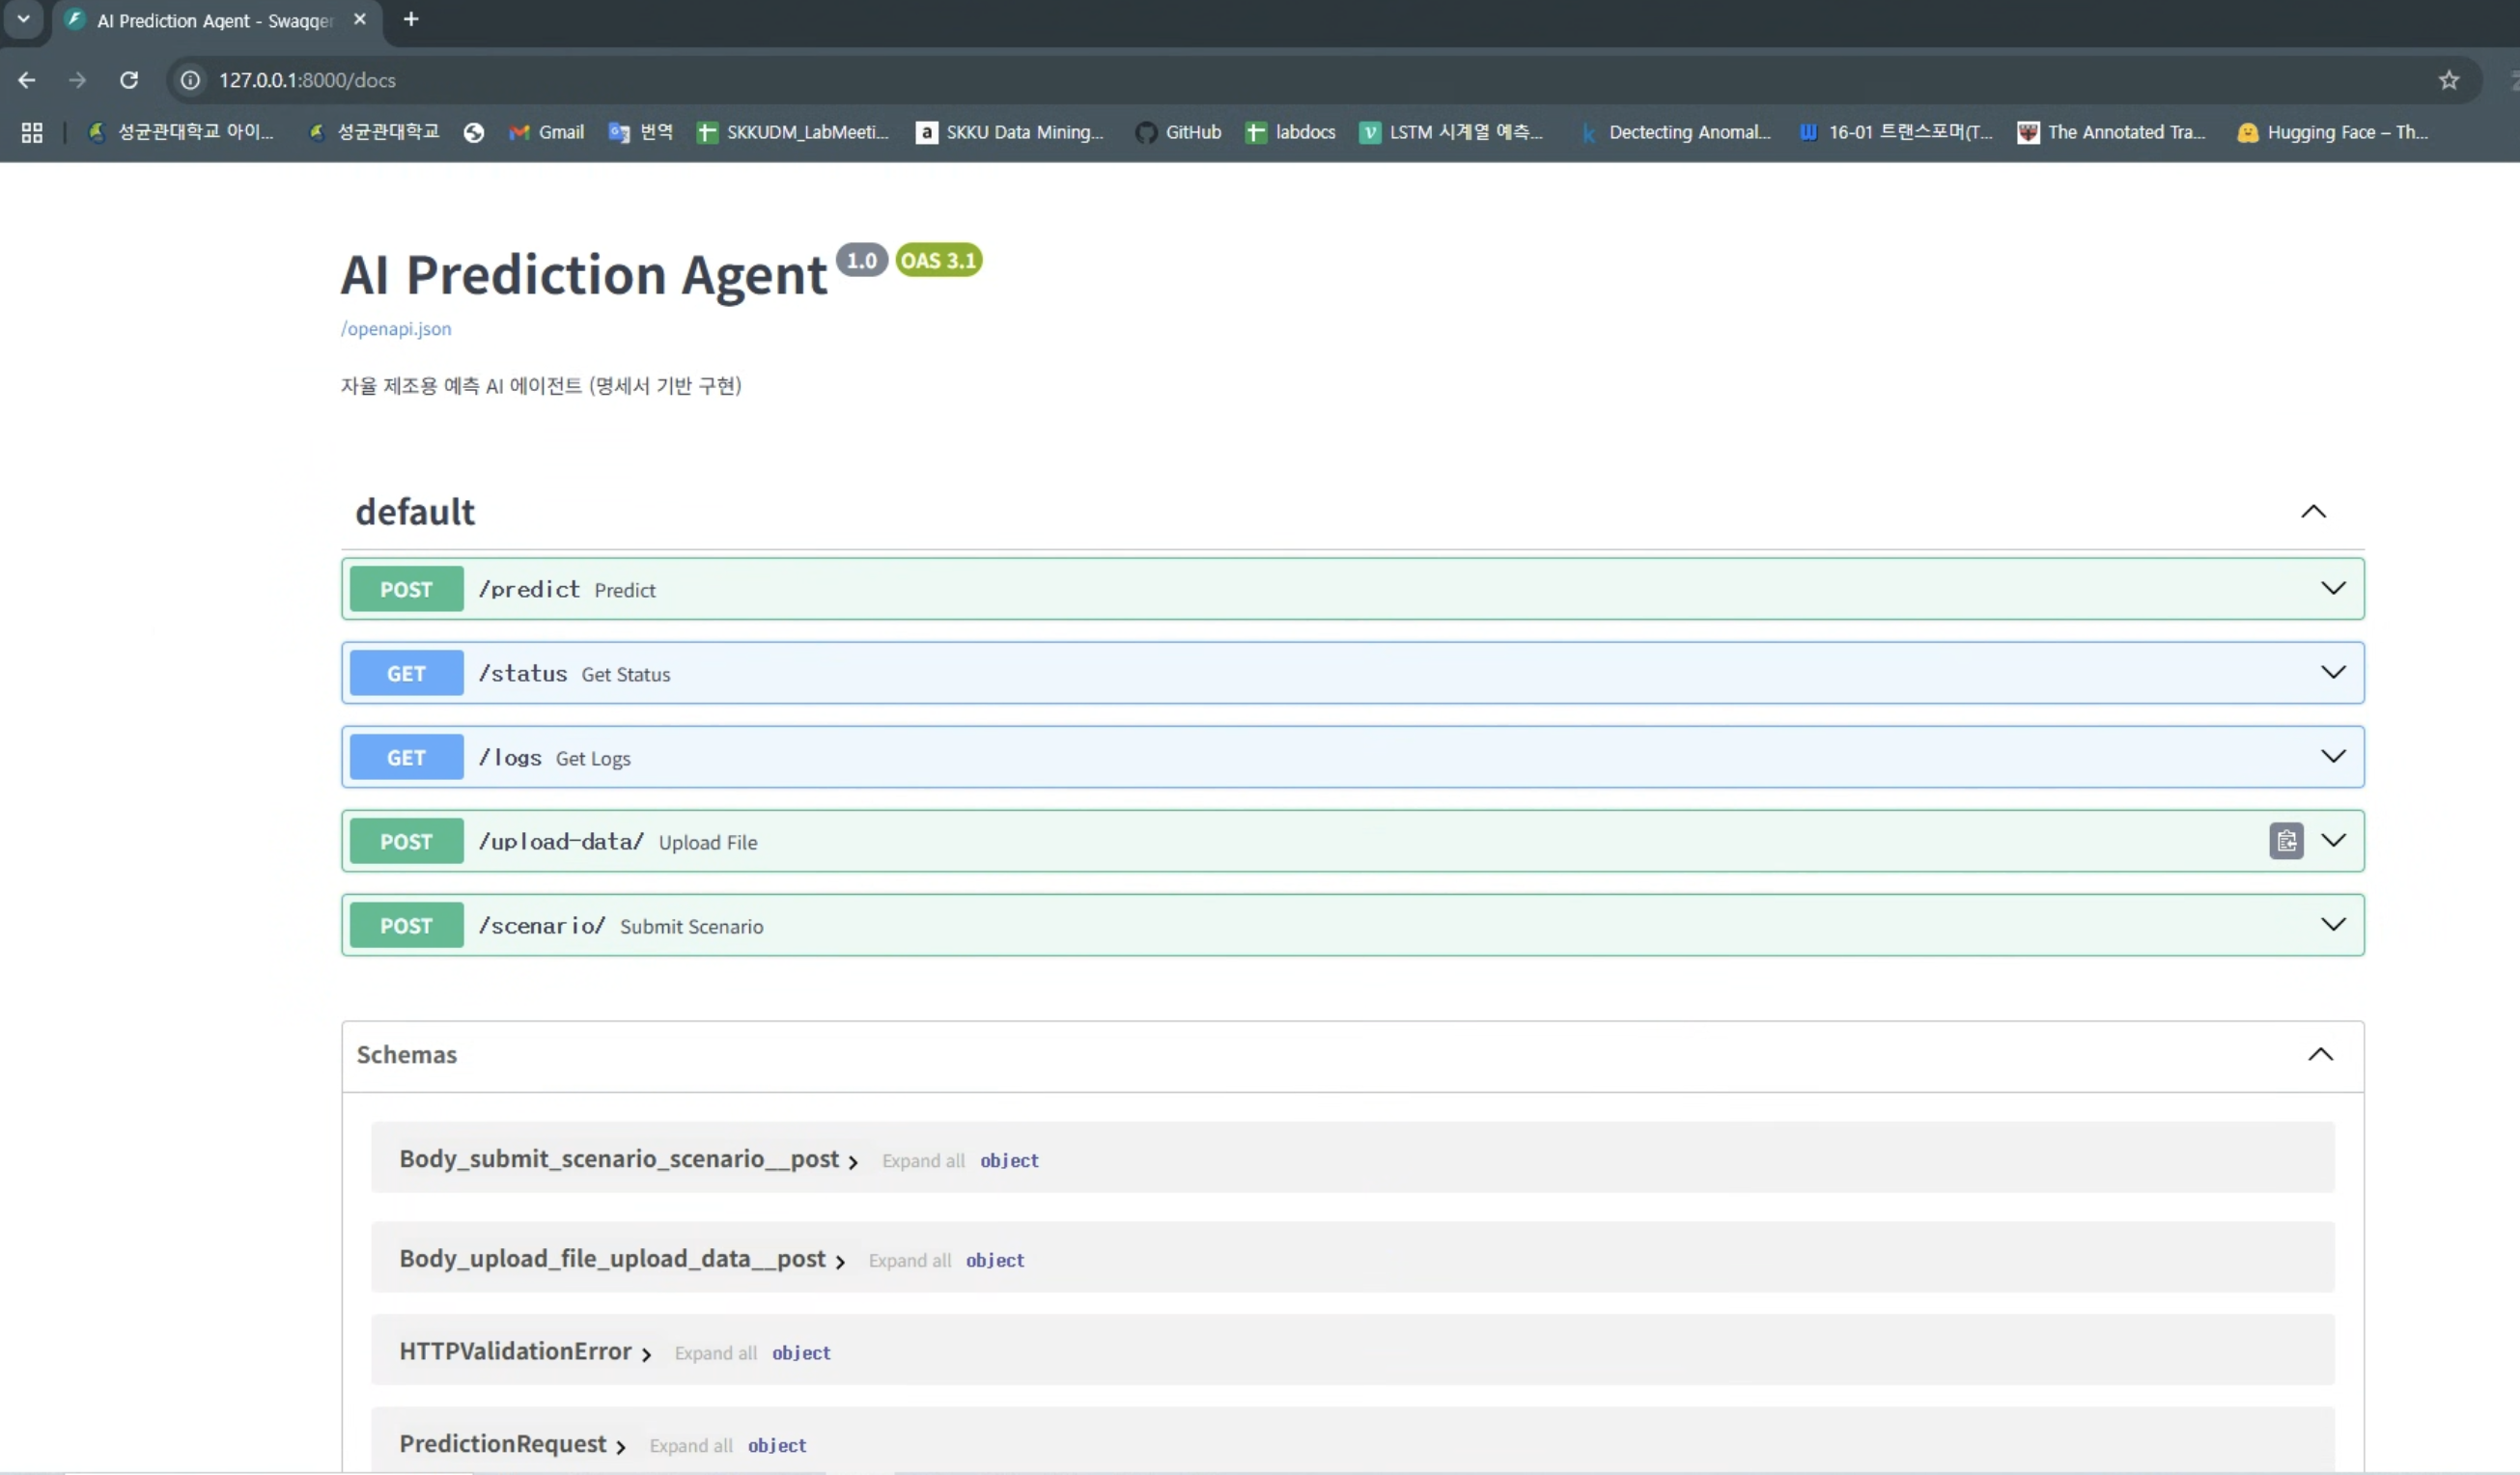 AI Prediction Agent - Swagger
127.0.0.1:8000/docs
성균관대학교 아이... 성균관대학교 Gmail 번역 SKKUDM_LabMeeti... SKKU Data Mining... GitHub labdocs LSTM 시계열 예측... Dectecting Anomal... 16-01 트랜스포머(T... The Annotated Tra... Hugging Face – Th...
AI Prediction Agent 1.0 OAS 3.1
/openapi.json
자율 제조용 예측 AI 에이전트 (명세서 기반 구현)
default
POST /predict Predict
GET /status Get Status
GET /logs Get Logs
POST /upload-data/ Upload File
POST /scenario/ Submit Scenario
Schemas
Body_submit_scenario_scenario__post Expand all object
Body_upload_file_upload_data__post Expand all object
HTTPValidationError Expand all object
PredictionRequest Expand all object